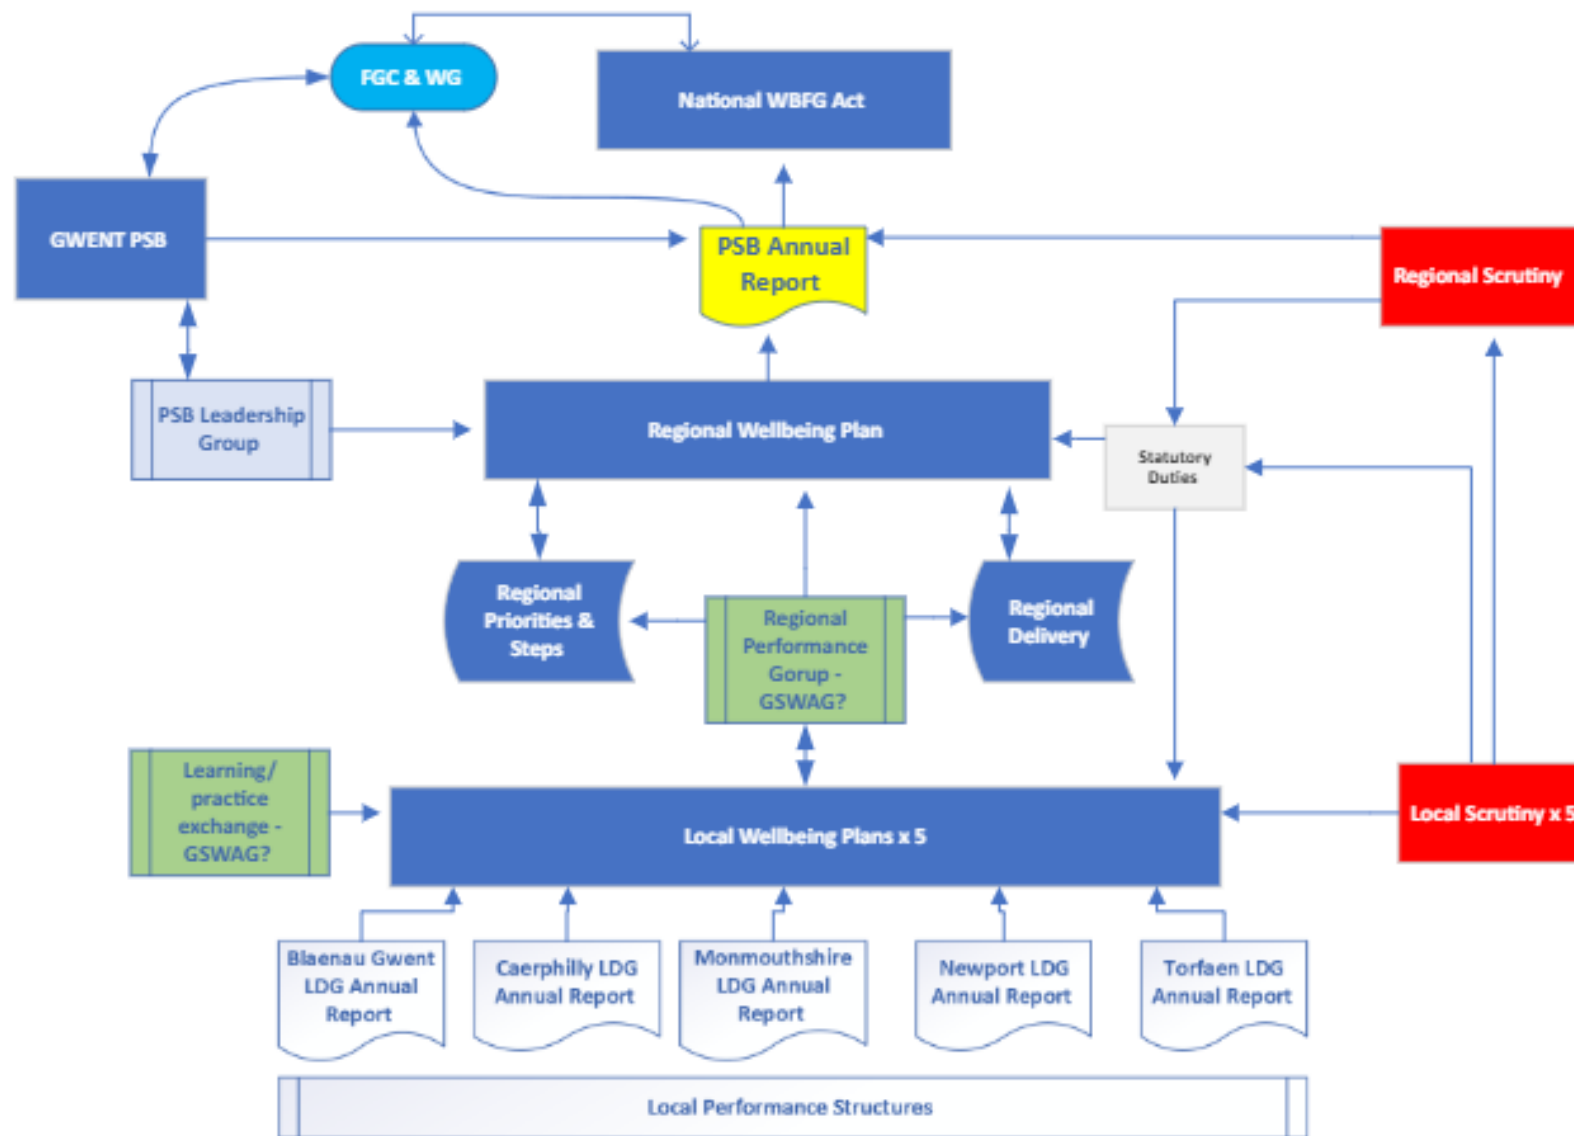 FGC & WG
National WBFG Act
GWENT PSB
PSB Annual
Report
Regional Scrutiny
PSB Leadership
Group
Regional Wellbeing Plan
Statutory
Duties
Regional
Priorities &
Steps
Regional
Performance
Gorup -
GSWAG?
Regional
Delivery
Learning/
practice
exchange -
GSWAG?
Local Wellbeing Plans x 5
Local Scrutiny x 5
Blaenau Gwent
LDG Annual
Report
Caerphilly LDG
Annual Report
Monmouthshire
LDG Annual
Report
Newport LDG
Annual Report
Torfaen LDG
Annual Report
Local Performance Structures